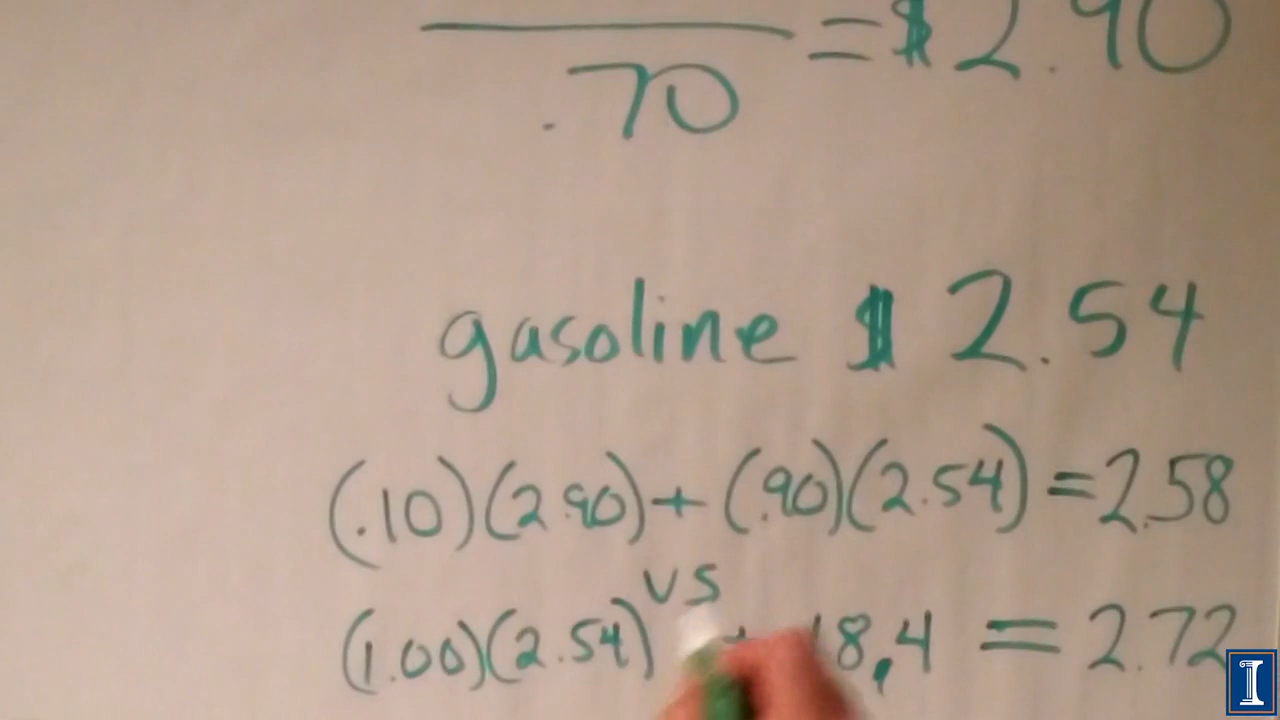 .70 = $2.90
gasoline $ 2.54
(.10)(2.90)+(.90)(2.54)=2.58
vs
(1.00)(2.54) + 18.4 = 2.72
I